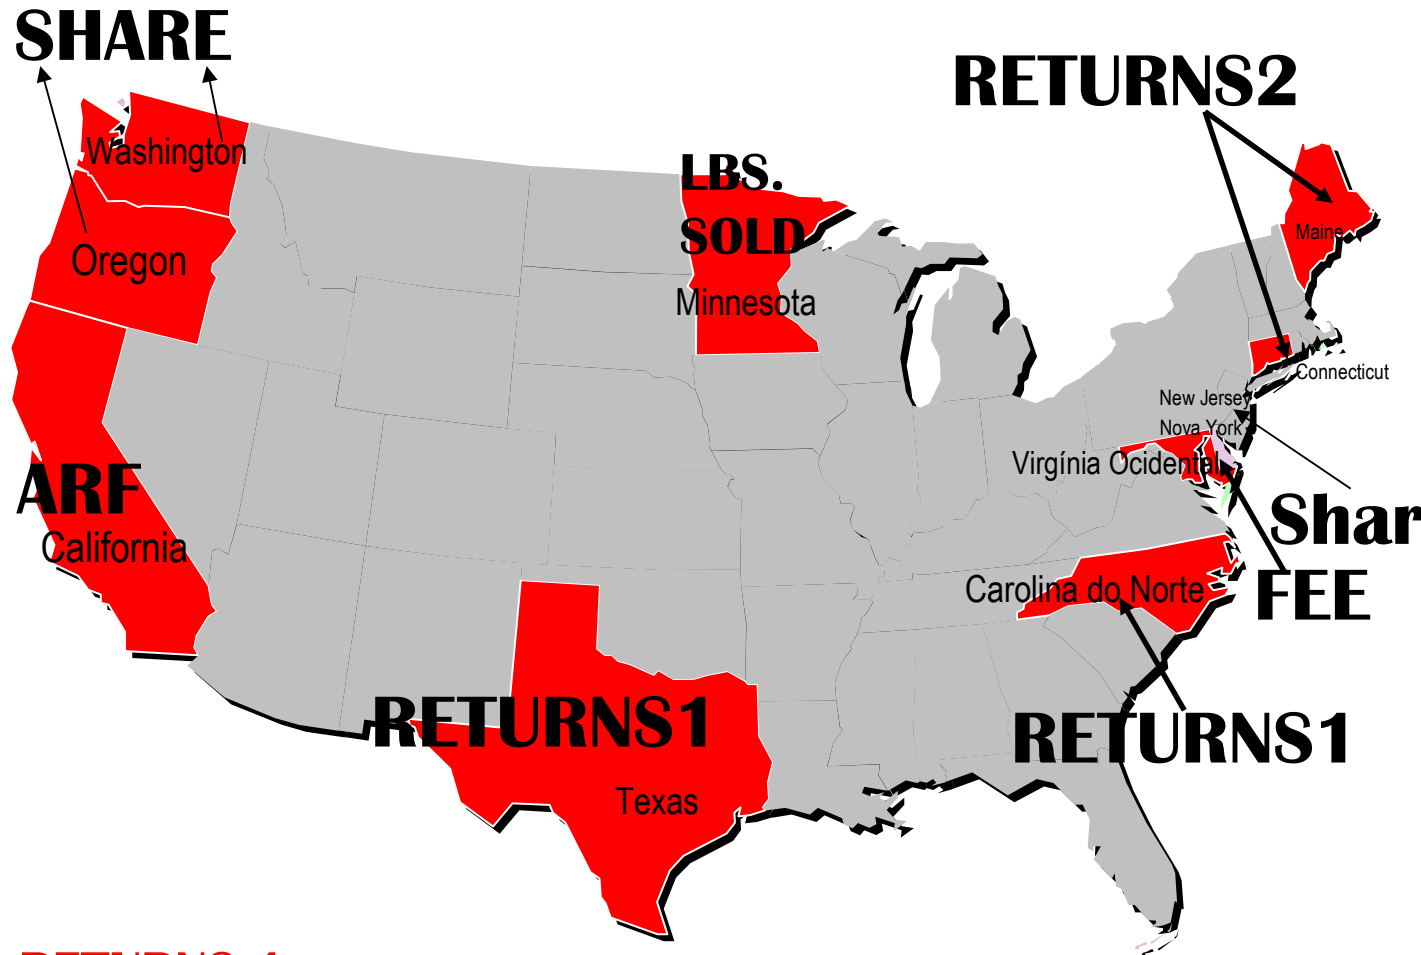 SHARE
RETURNS2
Washington
LBS.
SOLD
Oregon
Maine
Minnesota
Connecticut
New Jersey
Nova York
Virgínia Ocidental
ARF
Shar
California
FEE
Carolina do Norte
RETURNS1
RETURNS1
Texas